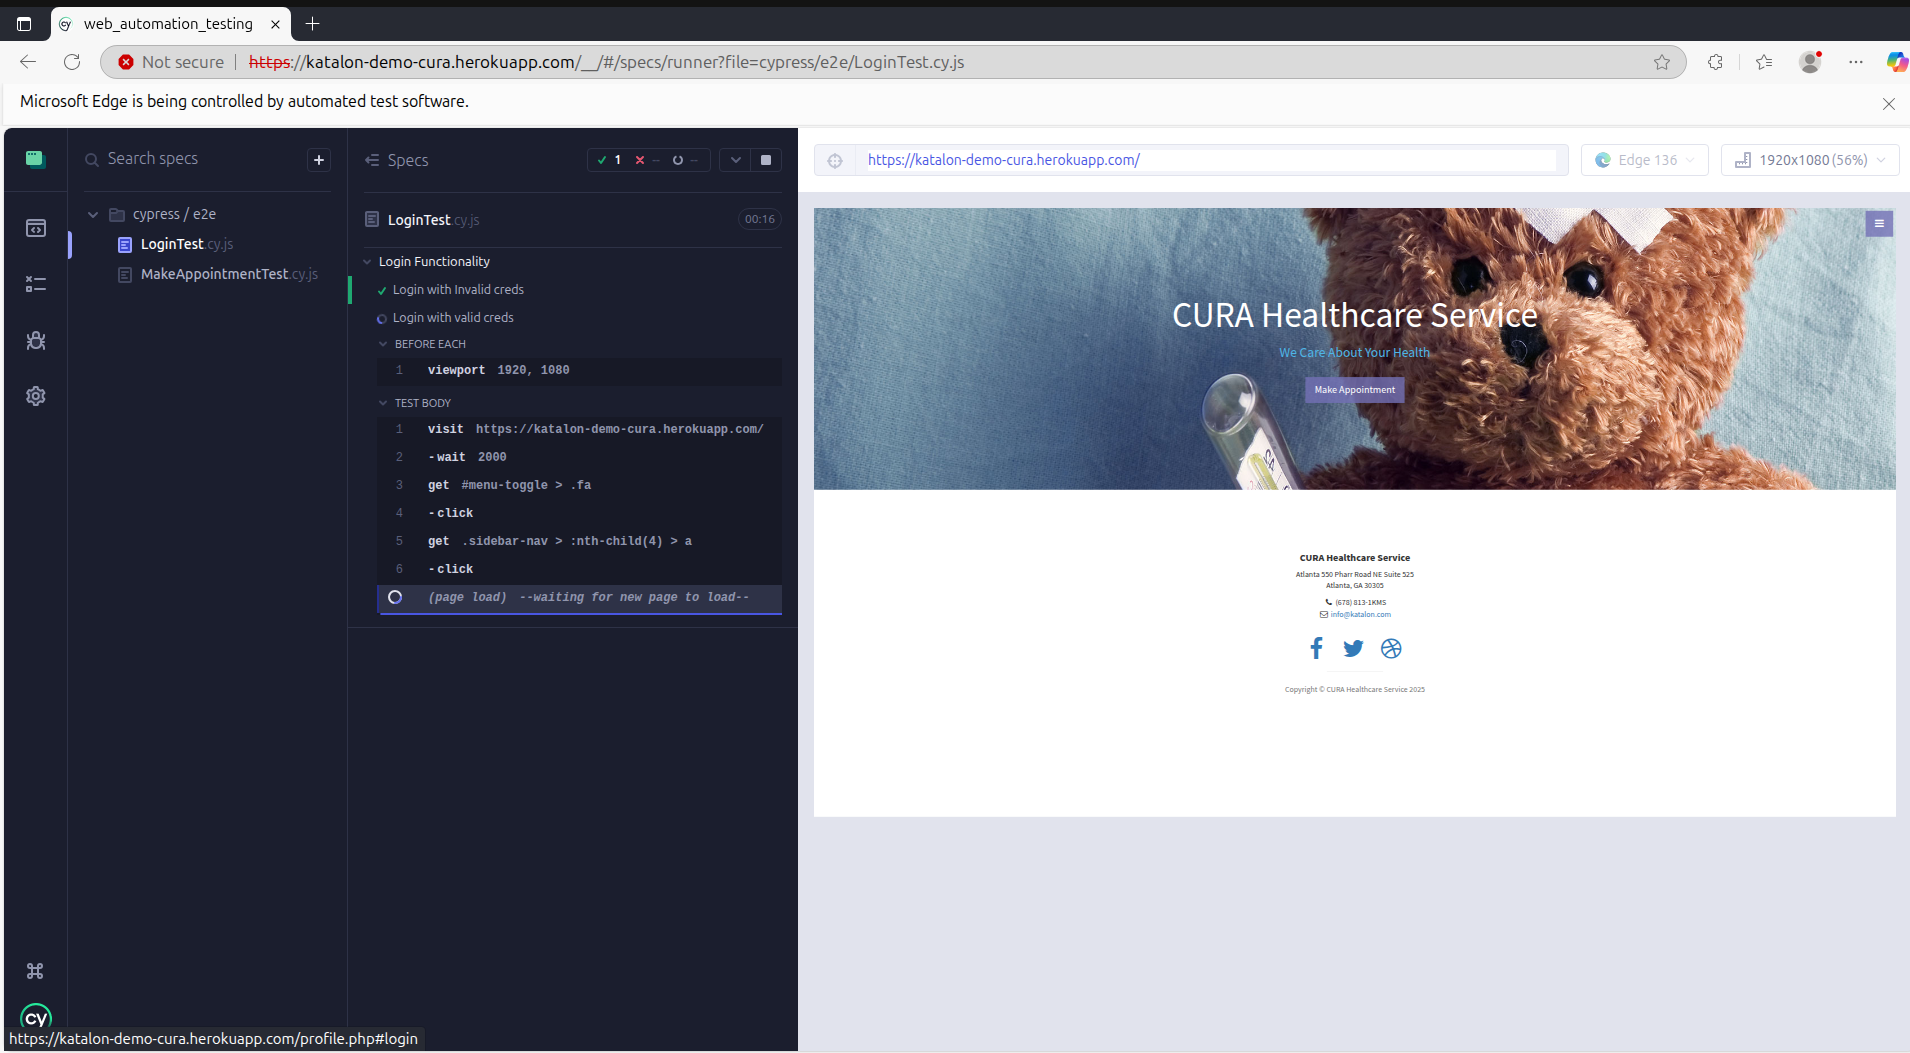 web_automation_testing
Not secure https://katalon-demo-cura.herokuapp.com/__/#/specs/runner?file=cypress/e2e/LoginTest.cy.js
Microsoft Edge is being controlled by automated test software.
Search specs
+
cypress / e2e
LoginTest.cy.js
MakeAppointmentTest.cy.js
cy
https://katalon-demo-cura.herokuapp.com/profile.php#login
Specs
1 -- --
LoginTest.cy.js 00:16
Login Functionality
Login with Invalid creds
Login with valid creds
BEFORE EACH
1 viewport 1920, 1080
TEST BODY
1 visit https://katalon-demo-cura.herokuapp.com/
2 -wait 2000
3 get #menu-toggle > .fa
4 -click
5 get .sidebar-nav > :nth-child(4) > a
6 -click
(page load) --waiting for new page to load--
https://katalon-demo-cura.herokuapp.com/
Edge 136
1920x1080 (56%)
CURA Healthcare Service
We Care About Your Health
Make Appointment
CURA Healthcare Service
Atlanta 550 Pharr Road NE Suite 525
Atlanta, GA 30305
(678) 813-1KMS
info@katalon.com
Copyright © CURA Healthcare Service 2025